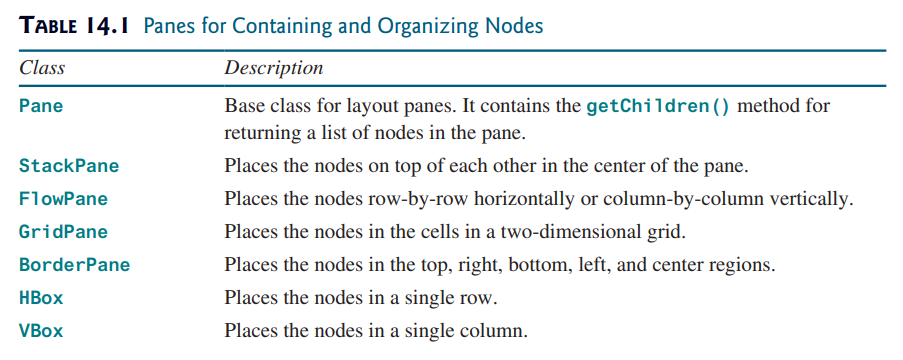 TABLE 14.1 Panes for Containing and Organizing Nodes
Class Description
Pane Base class for layout panes. It contains the getChildren() method for
returning a list of nodes in the pane.
StackPane Places the nodes on top of each other in the center of the pane.
FlowPane Places the nodes row-by-row horizontally or column-by-column vertically.
GridPane Places the nodes in the cells in a two-dimensional grid.
BorderPane Places the nodes in the top, right, bottom, left, and center regions.
HBox Places the nodes in a single row.
VBox Places the nodes in a single column.